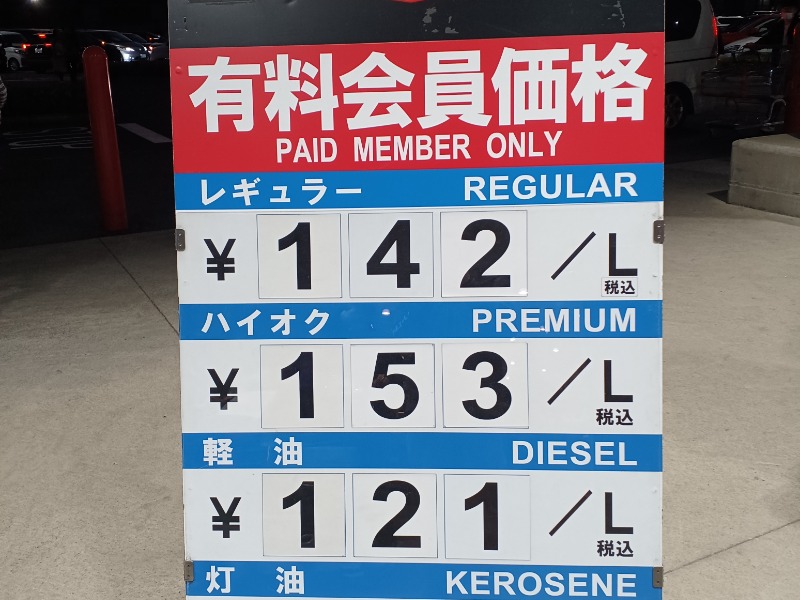 有料会員価格
PAID MEMBER ONLY
レギュラー REGULAR
¥142/L
税込
ハイオク PREMIUM
¥153/L
税込
軽油 DIESEL
¥121/L
税込
灯油 KEROSENE